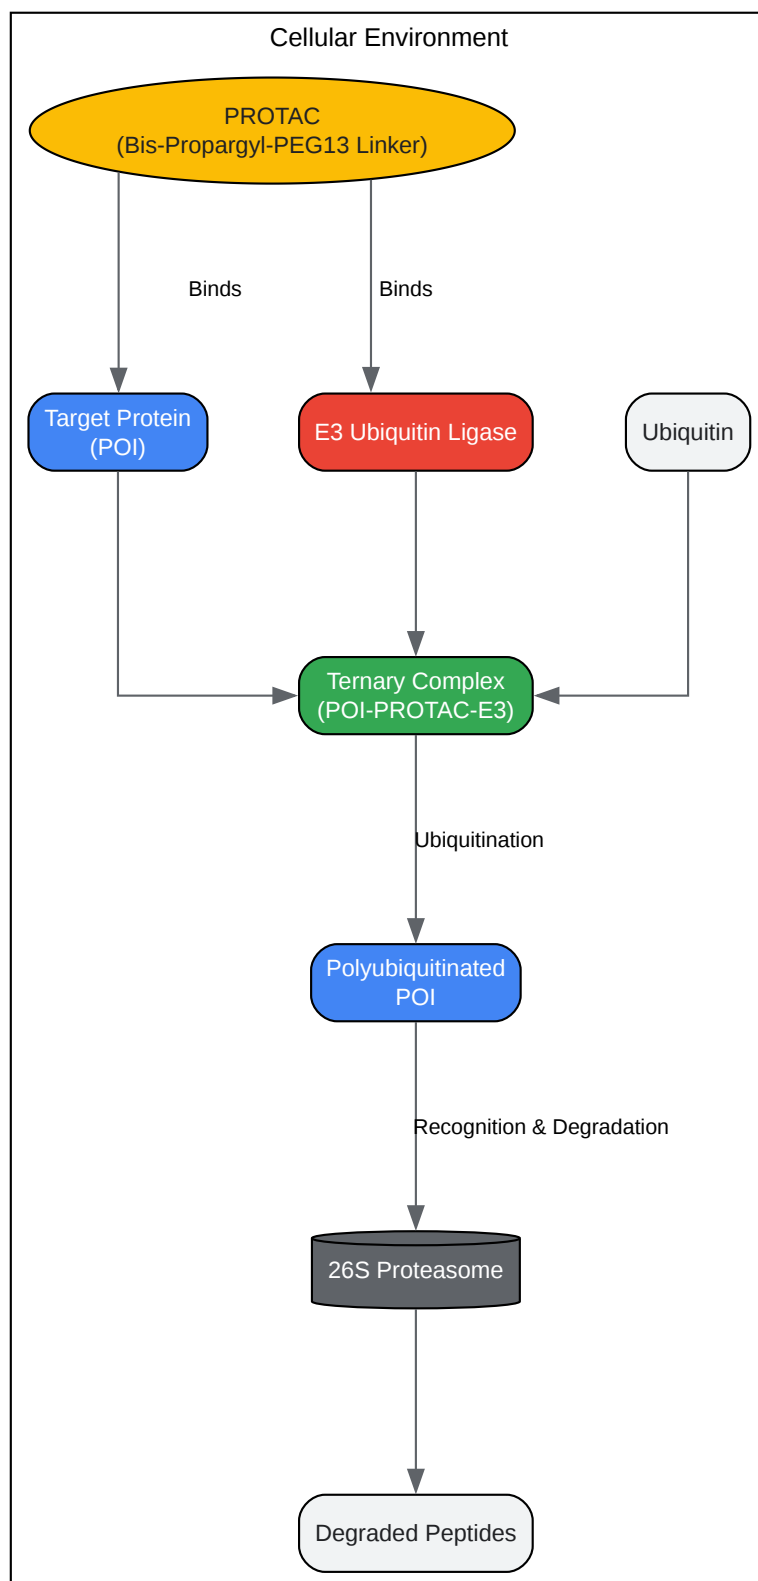 Cellular Environment
PROTAC
(Bis-Propargyl-PEG13 Linker)
Binds
Binds
Target Protein
(POI)
E3 Ubiquitin Ligase
Ubiquitin
Ternary Complex
(POI-PROTAC-E3)
Ubiquitination
Polyubiquitinated
POI
Recognition & Degradation
26S Proteasome
Degraded Peptides